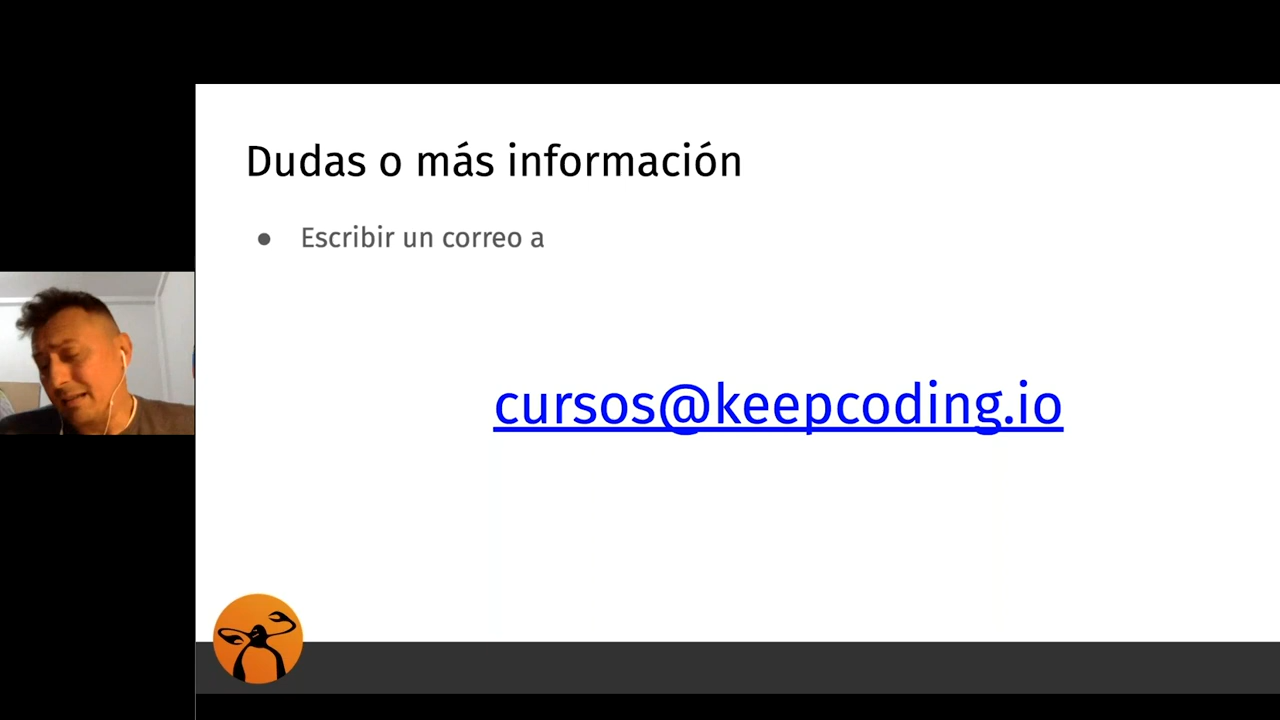 Dudas o más información
● Escribir un correo a
cursos@keepcoding.io